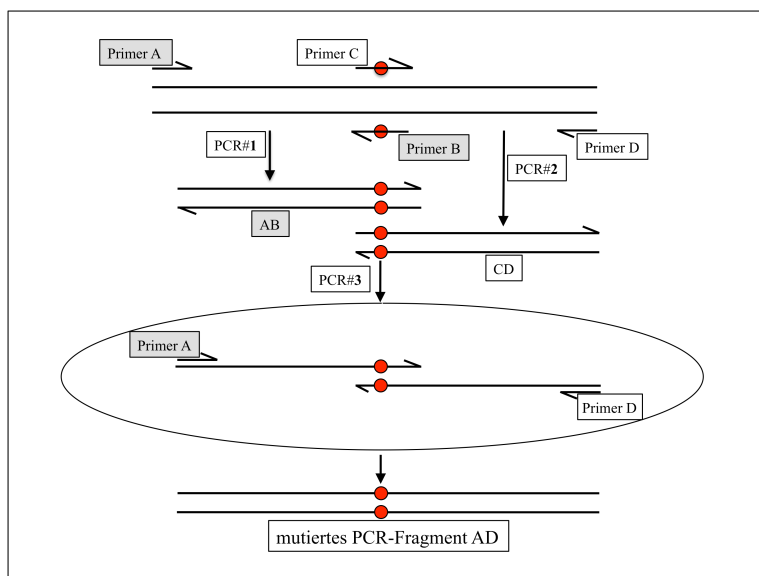 Primer A
Primer C
PCR#1
Primer B
Primer D
PCR#2
AB
CD
PCR#3
Primer A
Primer D
mutiertes PCR-Fragment AD